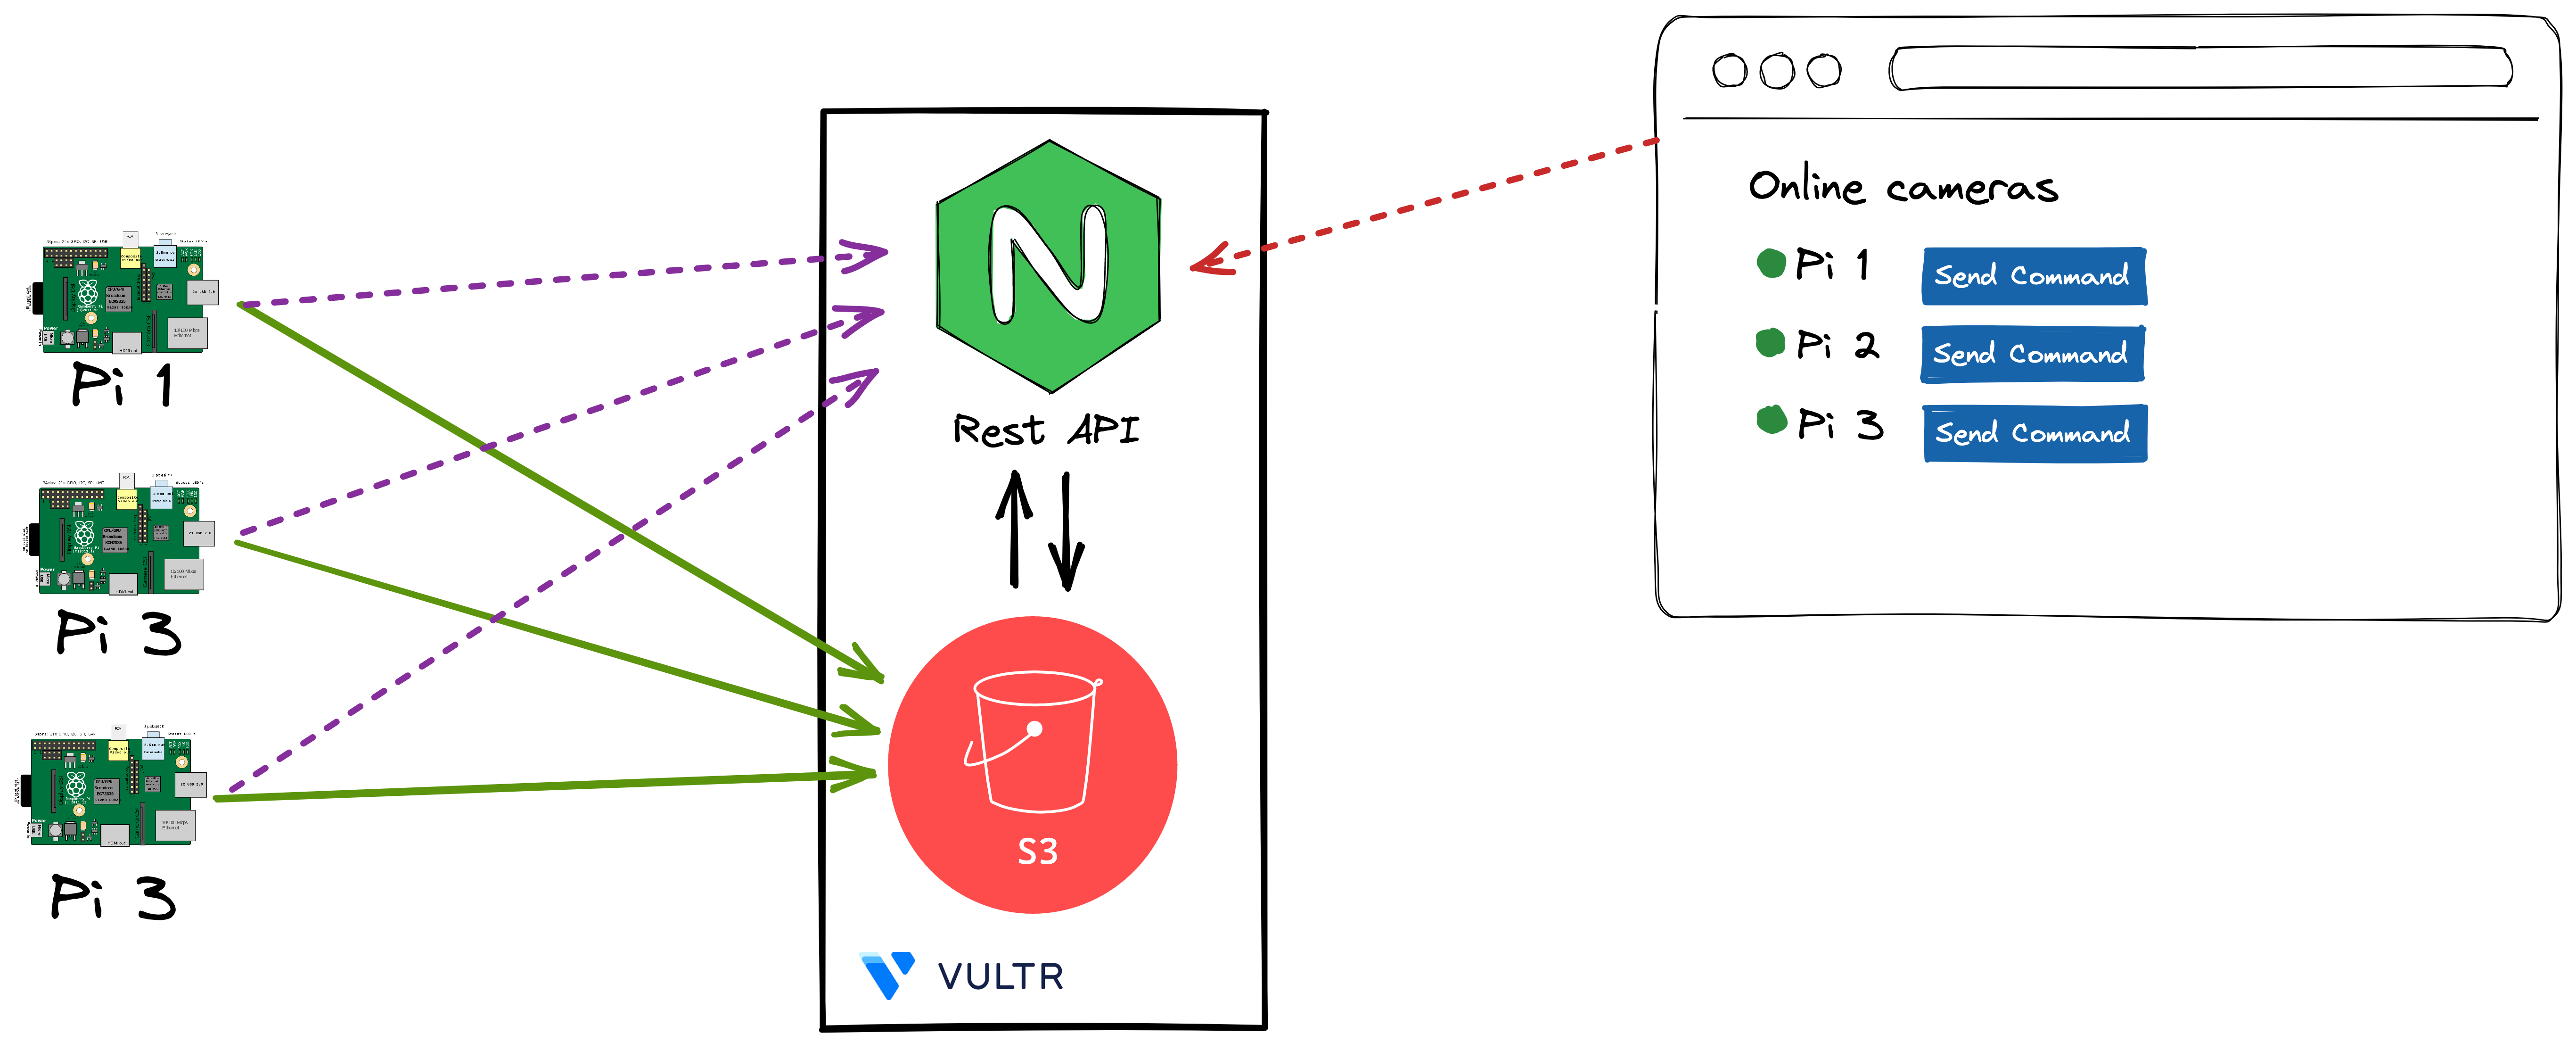 Pi 1
Pi 3
Pi 3
N
Rest API
S3
VULTR
Online cameras
Pi 1 Send Command
Pi 2 Send Command
Pi 3 Send Command